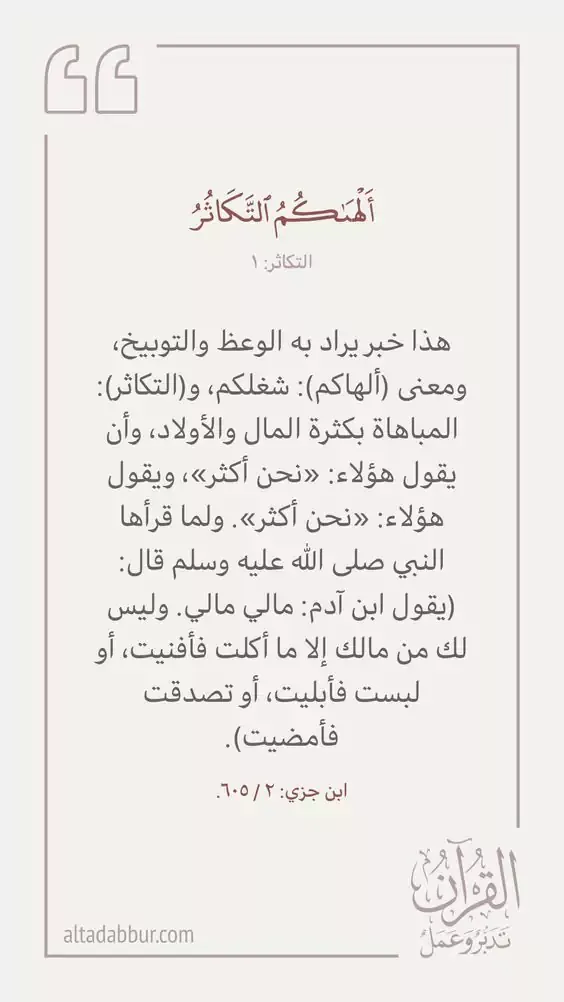 أَلْهَىٰكُمُ ٱلتَّكَاثُرُ
التكاثر: ١
هذا خبر يراد به الوعظ والتوبيخ،
ومعنى (ألهاكم): شغلكم، و(التكاثر):
المباهاة بكثرة المال والأولاد، وأن
يقول هؤلاء: «نحن أكثر»، ويقول
هؤلاء: «نحن أكثر». ولما قرأها
النبي صلى الله عليه وسلم قال:
(يقول ابن آدم: مالي مالي. وليس
لك من مالك إلا ما أكلت فأفنيت، أو
لبست فأبليت، أو تصدقت
فأمضيت).
ابن جزي: ٢ / ٦٠٥.
القرآن
تَدَبُّرٌ وَعَمَلٌ
altadabbur.com